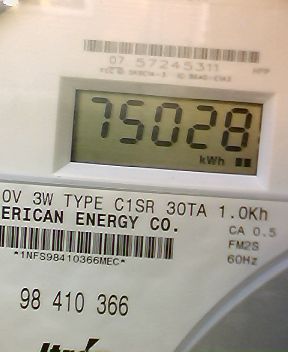 07 57245311
75028
kWh
0V 3W TYPE C1SR 30TA 1.0Kh
ERICAN ENERGY CO.
CA 0.5
FM2S
60Hz
*1NFS98410366MEC*
98 410 366